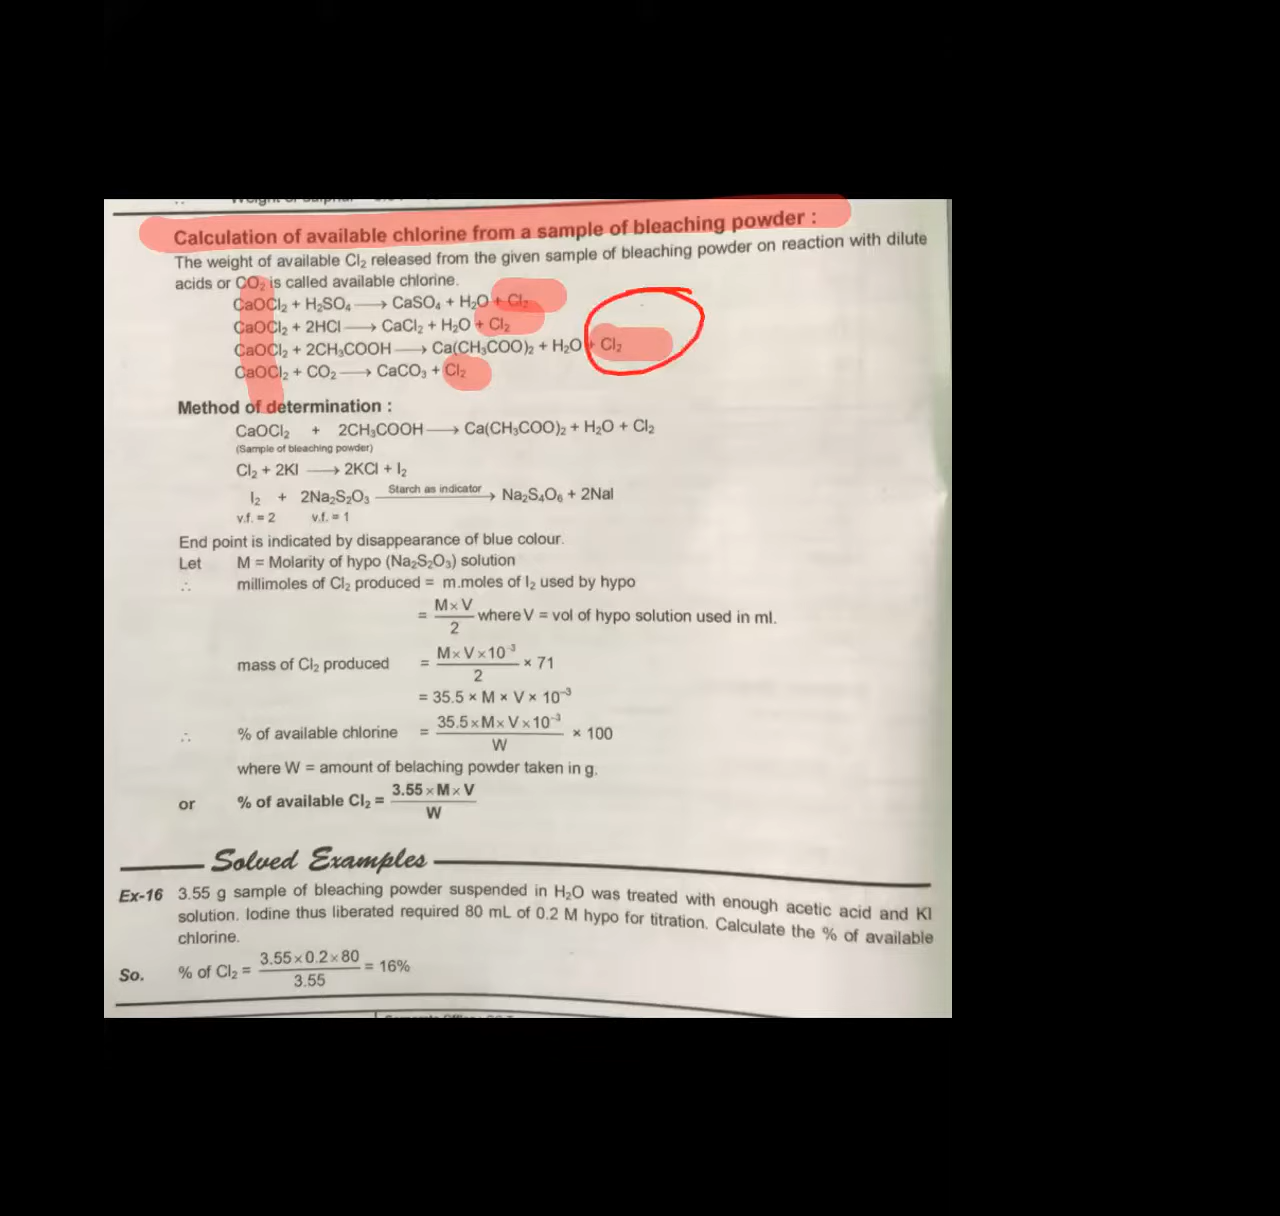 Calculation of available chlorine from a sample of bleaching powder :
The weight of available Cl₂ released from the given sample of bleaching powder on reaction with dilute
acids or CO₂ is called available chlorine.
CaOCl₂ + H₂SO₄ ⟶ CaSO₄ + H₂O + Cl₂
CaOCl₂ + 2HCl ⟶ CaCl₂ + H₂O + Cl₂
CaOCl₂ + 2CH₃COOH ⟶ Ca(CH₃COO)₂ + H₂O + Cl₂
CaOCl₂ + CO₂ ⟶ CaCO₃ + Cl₂
Method of determination :
CaOCl₂ + 2CH₃COOH ⟶ Ca(CH₃COO)₂ + H₂O + Cl₂
(Sample of bleaching powder)
Cl₂ + 2KI ⟶ 2KCl + I₂
I₂ + 2Na₂S₂O₃ Starch as indicator ⟶ Na₂S₄O₆ + 2NaI
v.f. = 2 v.f. = 1
End point is indicated by disappearance of blue colour.
Let M = Molarity of hypo (Na₂S₂O₃) solution
∴ millimoles of Cl₂ produced = m.moles of I₂ used by hypo
= M × V / 2 where V = vol of hypo solution used in ml.
mass of Cl₂ produced = M × V × 10⁻³ / 2 × 71
= 35.5 × M × V × 10⁻³
∴ % of available chlorine = 35.5 × M × V × 10⁻³ / W × 100
where W = amount of belaching powder taken in g.
or % of available Cl₂ = 3.55 × M × V / W
Solved Examples
Ex-16 3.55 g sample of bleaching powder suspended in H₂O was treated with enough acetic acid and KI
solution. Iodine thus liberated required 80 mL of 0.2 M hypo for titration. Calculate the % of available
chlorine.
So. % of Cl₂ = 3.55 × 0.2 × 80 / 3.55 = 16%